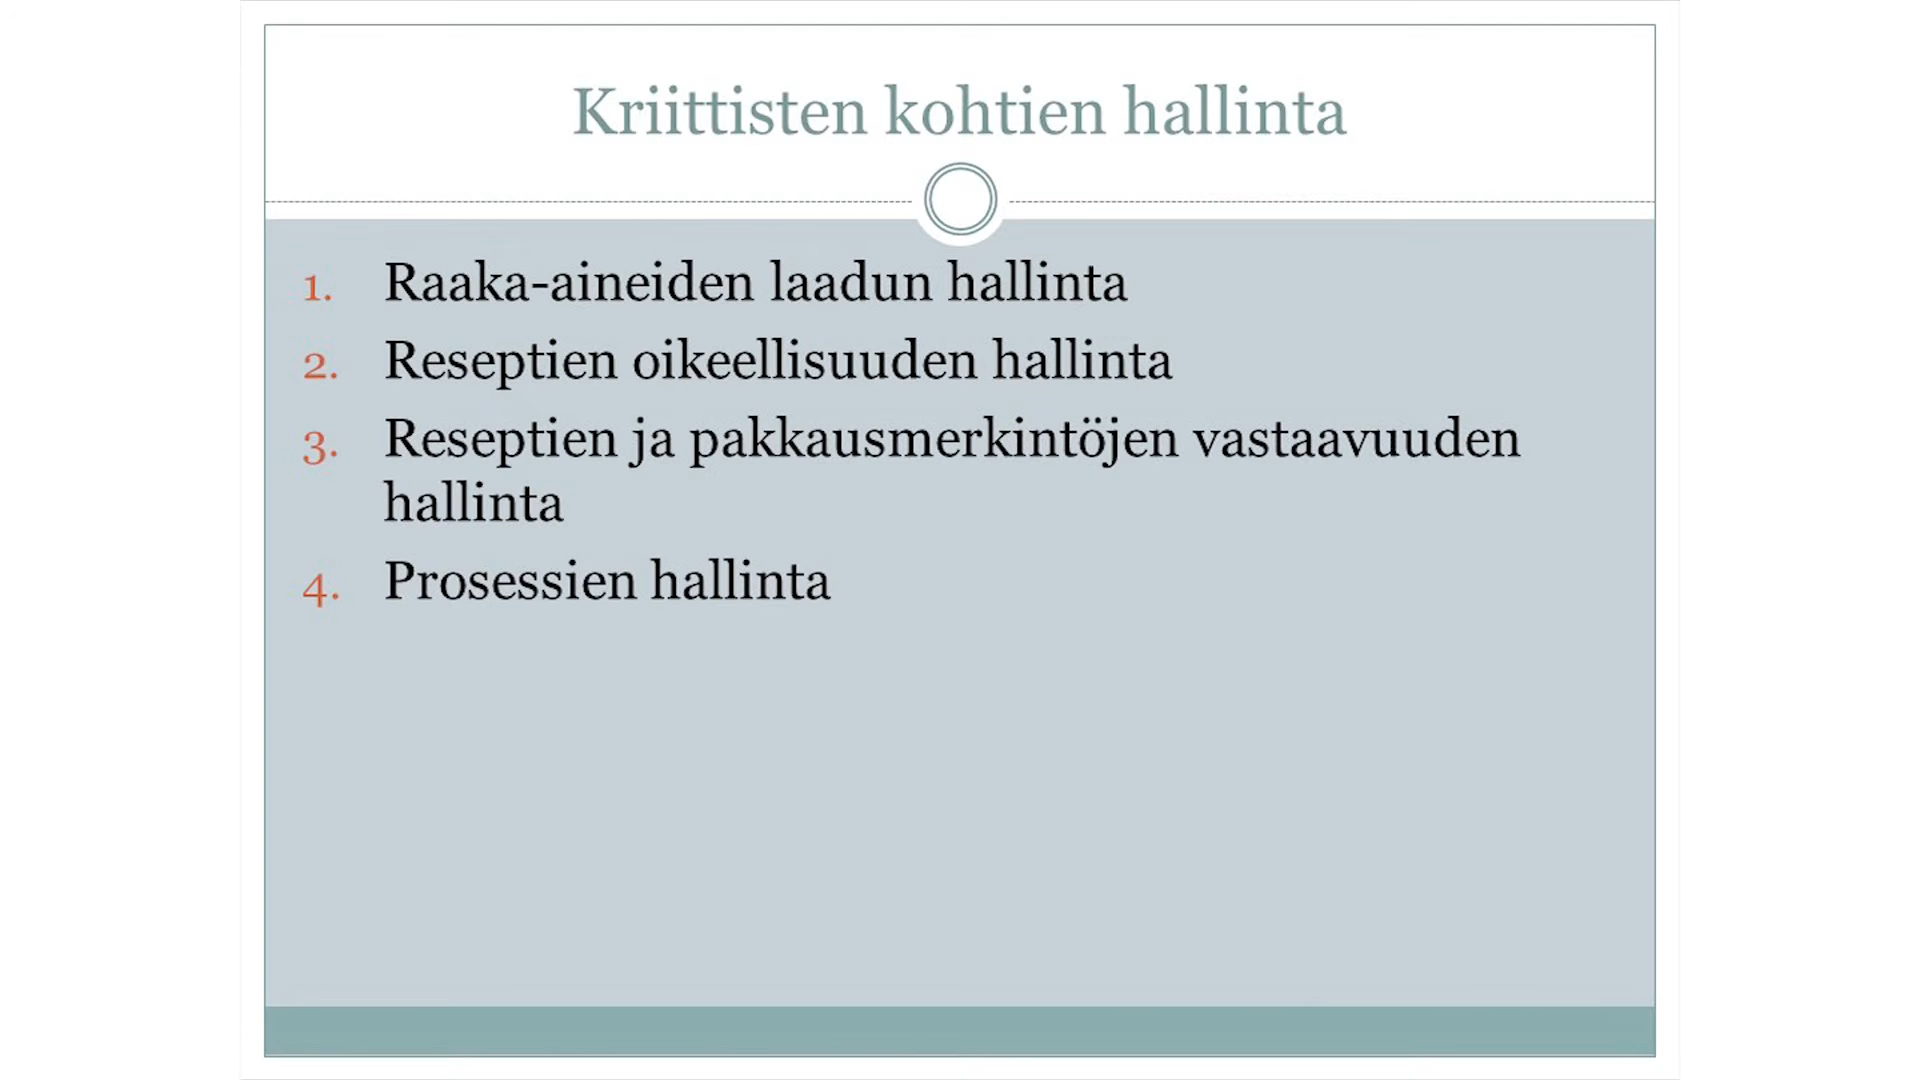 Kriittisten kohtien hallinta
1. Raaka-aineiden laadun hallinta
2. Reseptien oikeellisuuden hallinta
3. Reseptien ja pakkausmerkintöjen vastaavuuden
hallinta
4. Prosessien hallinta